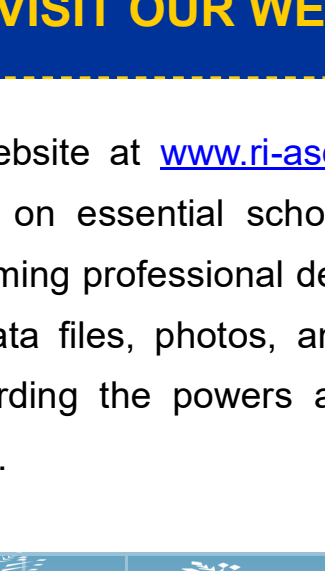 VISIT OUR WE
ebsite at www.ri-as
on essential scho
ming professional de
ata files, photos, an
rding the powers a
.